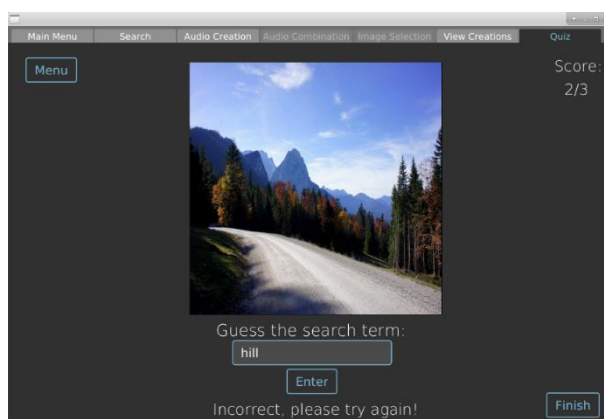 Main Menu
Search
Audio Creation
Audio Combination
Image Selection
View Creations
Quiz
Menu
Score:
2/3
Guess the search term:
hill
Enter
Incorrect, please try again!
Finish